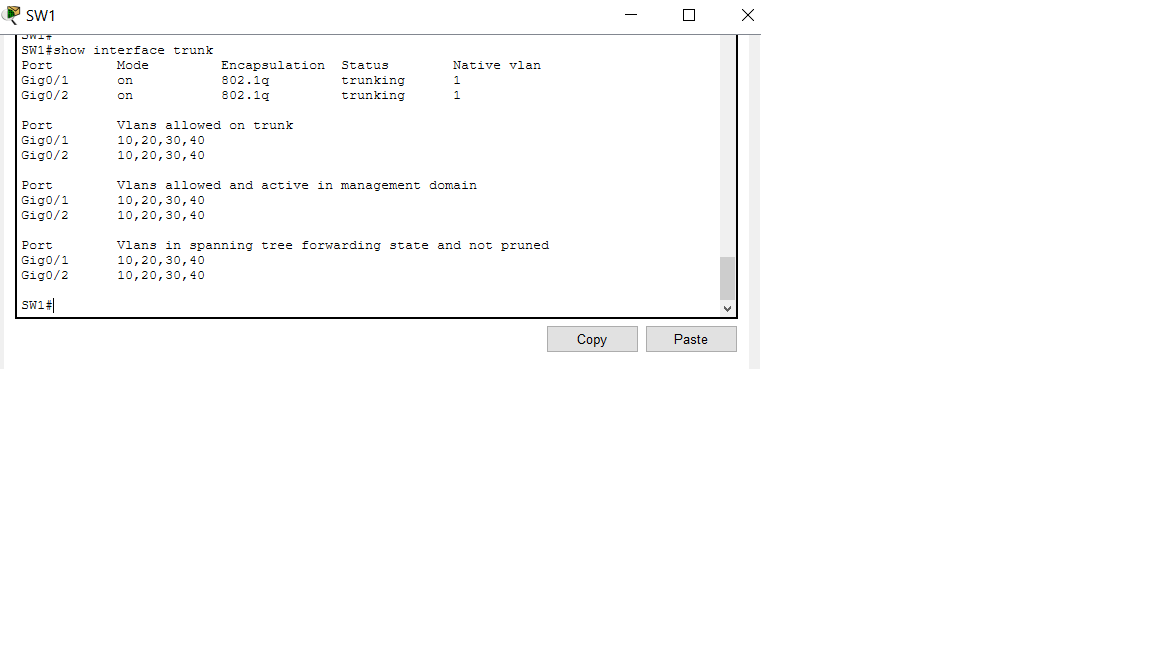 SW1
SW1#
SW1#show interface trunk
Port        Mode         Encapsulation  Status        Native vlan
Gig0/1      on           802.1q         trunking      1
Gig0/2      on           802.1q         trunking      1
Port        Vlans allowed on trunk
Gig0/1      10,20,30,40
Gig0/2      10,20,30,40
Port        Vlans allowed and active in management domain
Gig0/1      10,20,30,40
Gig0/2      10,20,30,40
Port        Vlans in spanning tree forwarding state and not pruned
Gig0/1      10,20,30,40
Gig0/2      10,20,30,40
SW1#
Copy Paste